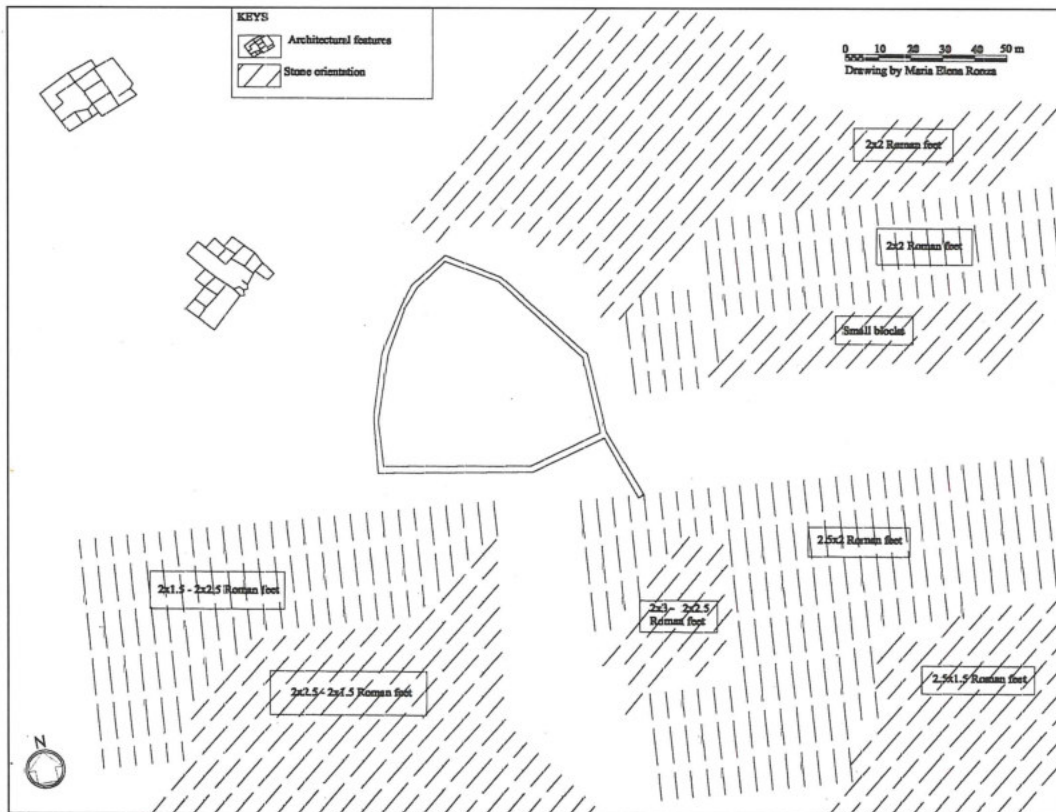 KEYS
Architectural features
Stone orientation
0 10 20 30 40 50 m
Drawing by Maria Elena Ronza
2x2 Roman feet
2x2 Roman feet
Small blocks
2.5x2 Roman feet
2x1.5 - 2x2.5 Roman feet
2x3 - 2x2.5
Roman feet
2x2.5 - 2x1.5 Roman feet
2.5x1.5 Roman feet
N